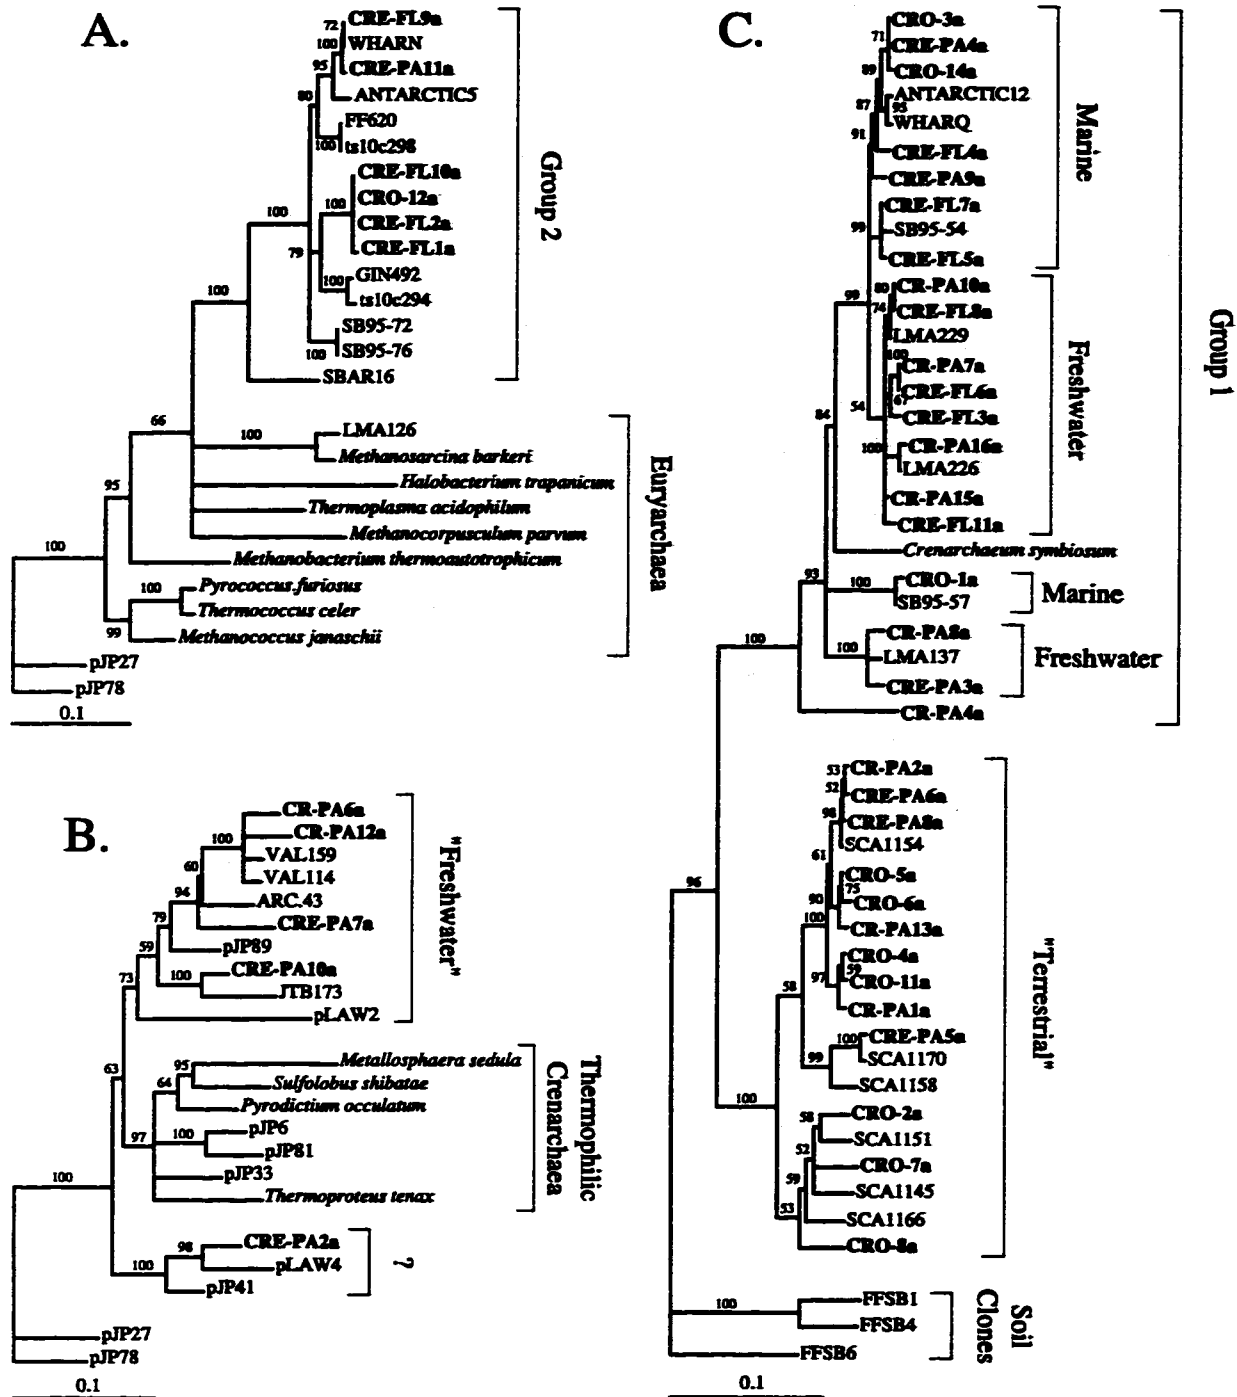 A.
72
CRE-FL9a
100
WHARN
95
CRE-PA11a
80
ANTARCTIC5
FF620
100
ts10c298
CRE-FL10a
100
CRO-12a
100
CRE-FL2a
79
CRE-FL1a
100
GIN492
ts10c294
SB95-72
100
SB95-76
SBAR16
Group 2
100
66
100
LMA126
Methanosarcina barkeri
Halobacterium trapanicum
95
Thermoplasma acidophilum
Methanocorpusculum parvum
100
Methanobacterium thermoautotrophicum
100
Pyrococcus furiosus
Thermococcus celer
99
Methanococcus janaschii
pJP27
pJP78
Euryarchaea
0.1
B.
CR-PA6a
100
CR-PA12a
60
VAL159
VAL114
94
ARC.43
79
CRE-PA7a
59
pJP89
100
CRE-PA10a
73
JTB173
pLAW2
"Freshwater"
63
95
Metallosphaera sedula
64
Sulfolobus shibatae
Pyrodictium occulatum
97
100
pJP6
pJP81
pJP33
Thermoproteus tenax
Thermophilic
Crenarchaea
100
98
CRE-PA2a
pLAW4
100
pJP41
?
pJP27
pJP78
0.1
C.
CRO-3a
71
CRE-PA4a
89
CRO-14a
ANTARCTIC12
87
95
WHARQ
91
CRE-FL4a
CRE-PA9a
CRE-FL7a
99
SB95-54
CRE-FL5a
Marine
99
80
CR-PA10a
74
CRE-FL8a
LMA229
100
CR-PA7a
67
CRE-FL6a
54
CRE-FL3a
84
100
CR-PA16a
LMA226
CR-PA15a
CRE-FL11a
Freshwater
Crenarchaeum symbiosum
93
100
CRO-1a
SB95-57
Marine
100
100
CR-PA8a
LMA137
CRE-PA3a
Freshwater
CR-PA4a
Group 1
53
CR-PA2a
52
CRE-PA6a
98
CRE-PA8a
SCA1154
61
CRO-5a
75
90
CRO-6a
100
CR-PA13a
96
CRO-4a
59
97
CRO-11a
58
CR-PA1a
100
CRE-PA5a
99
SCA1170
SCA1158
100
58
CRO-2a
SCA1151
52
CRO-7a
59
SCA1145
53
SCA1166
CRO-8a
"Terrestrial"
100
FFSB1
FFSB4
FFSB6
Soil
Clones
0.1